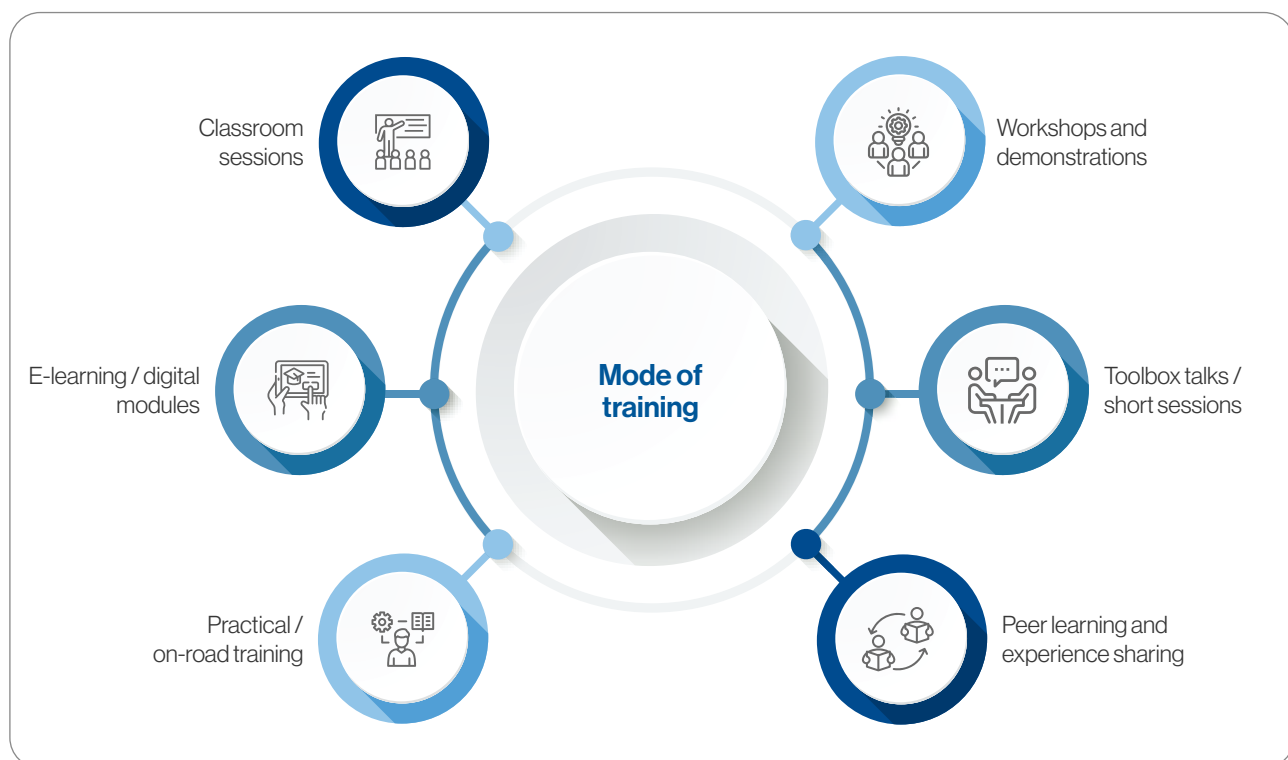 Mode of
training
Classroom
sessions
E-learning / digital
modules
Practical /
on-road training
Workshops and
demonstrations
Toolbox talks /
short sessions
Peer learning and
experience sharing